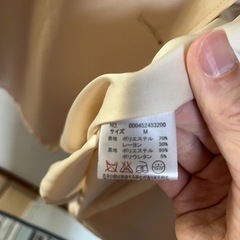 NO. 000452453200
サイズ M
表地 ポリエステル 70%
レーヨン 30%
裏地 ポリエステル 95%
ポリウレタン 5%